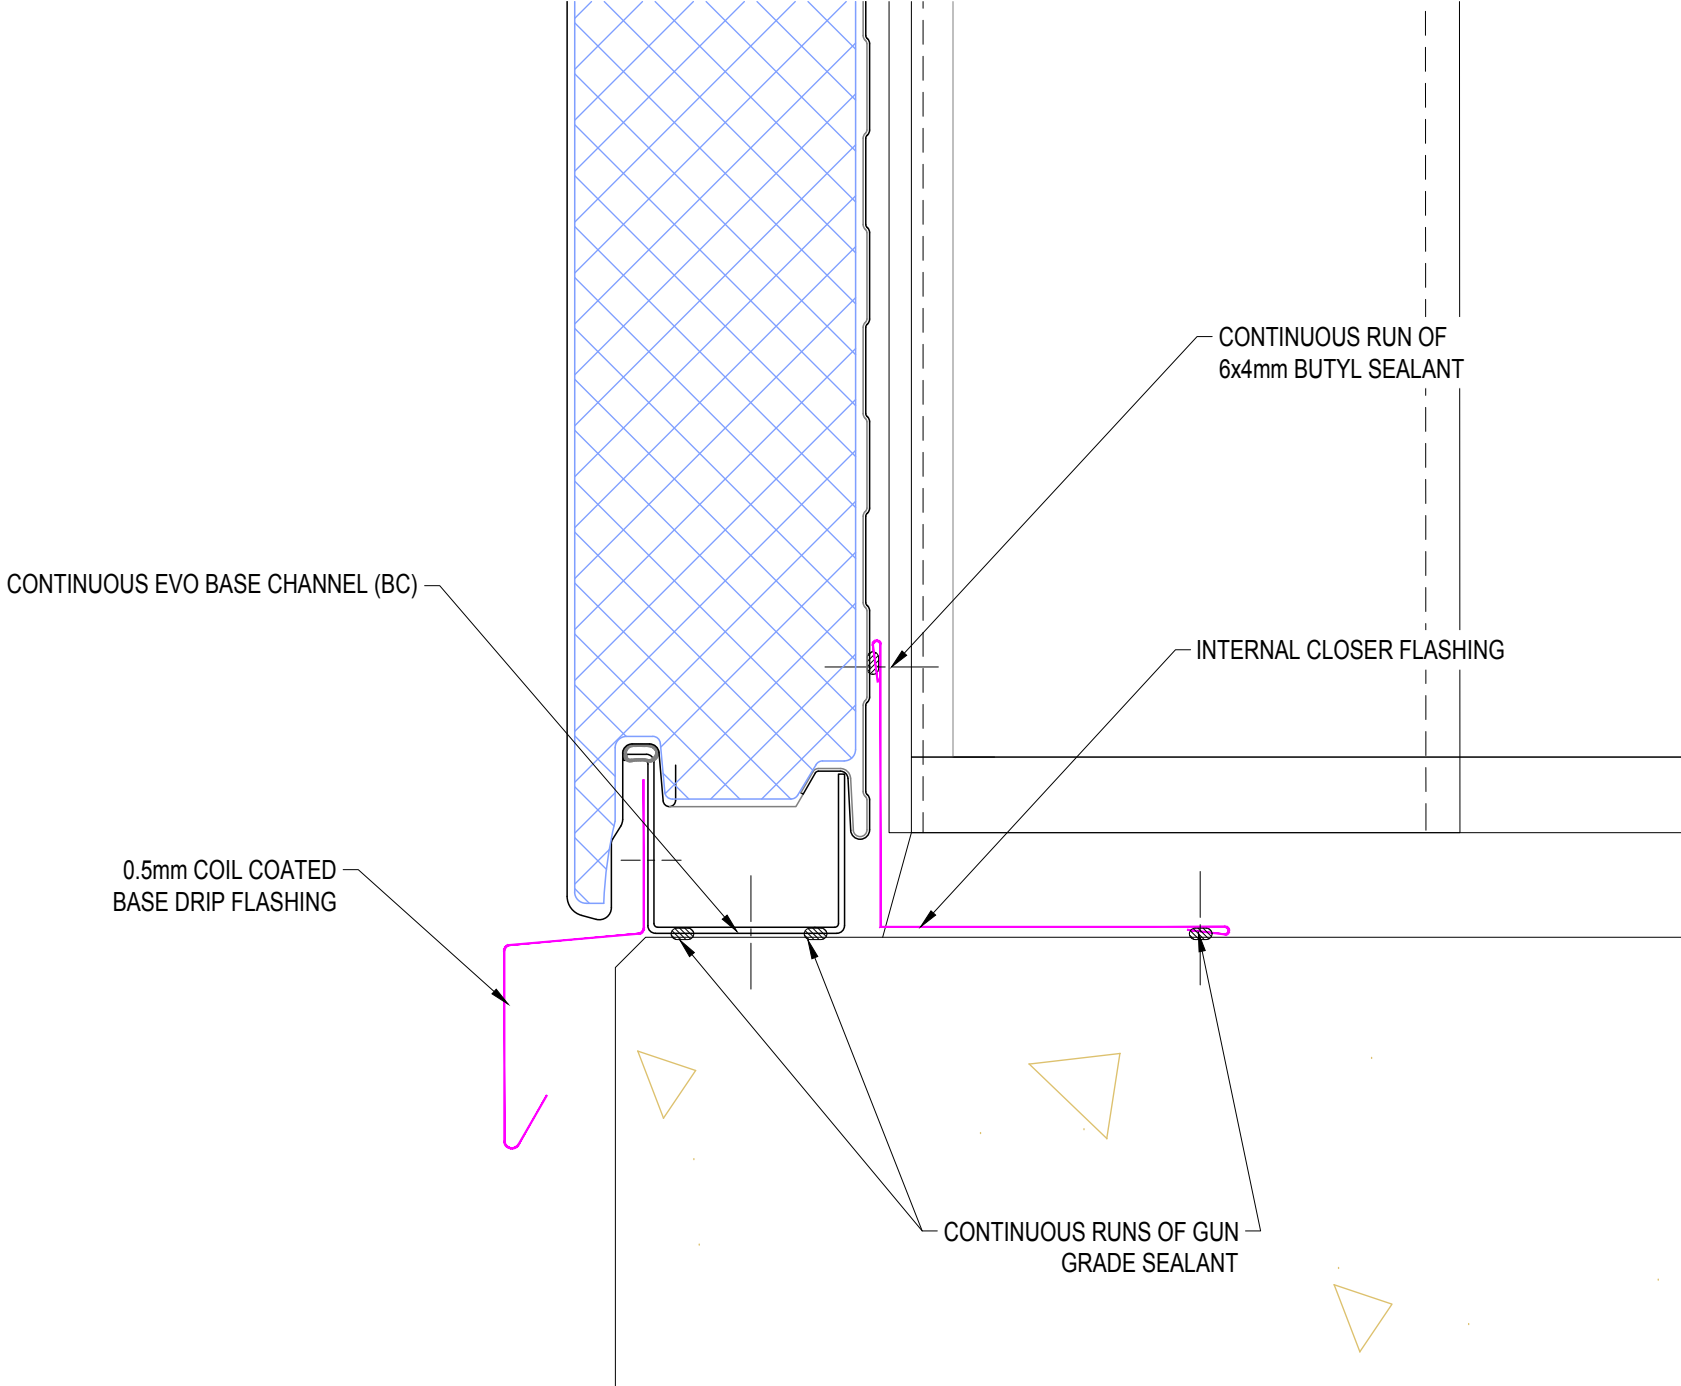 CONTINUOUS RUN OF
6x4mm BUTYL SEALANT
CONTINUOUS EVO BASE CHANNEL (BC)
INTERNAL CLOSER FLASHING
0.5mm COIL COATED
BASE DRIP FLASHING
CONTINUOUS RUNS OF GUN
GRADE SEALANT